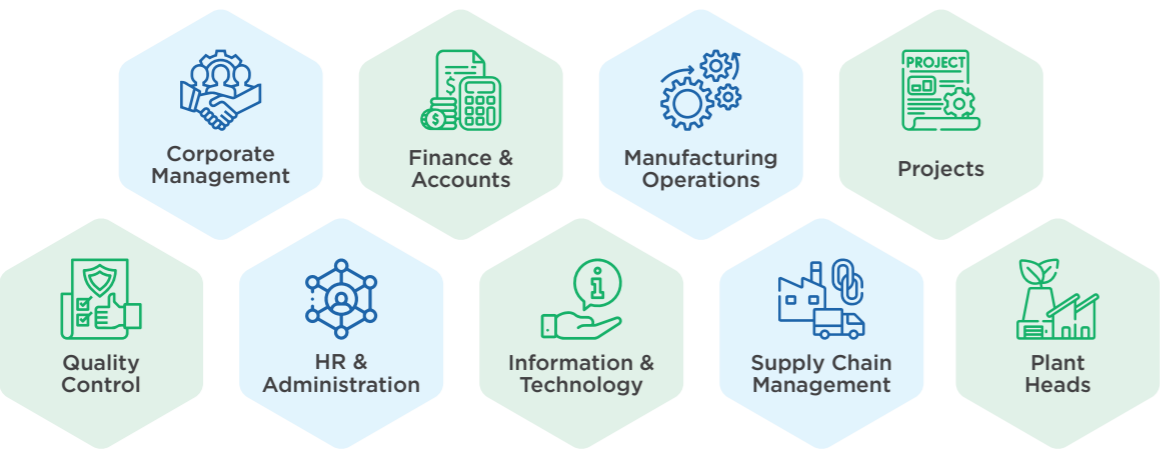 Corporate
Management
Finance &
Accounts
Manufacturing
Operations
PROJECT
Projects
Quality
Control
HR &
Administration
Information &
Technology
Supply Chain
Management
Plant
Heads